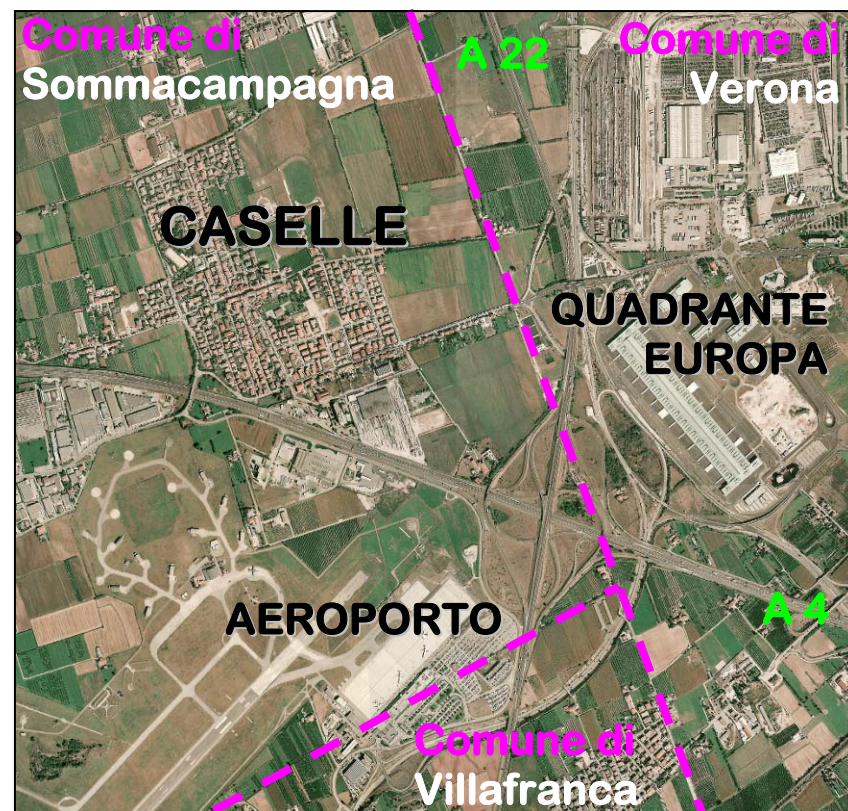 Comune di
Sommacampagna
A 22
Comune di
Verona
CASELLE
QUADRANTE
EUROPA
AEROPORTO
A 4
Comune di
Villafranca